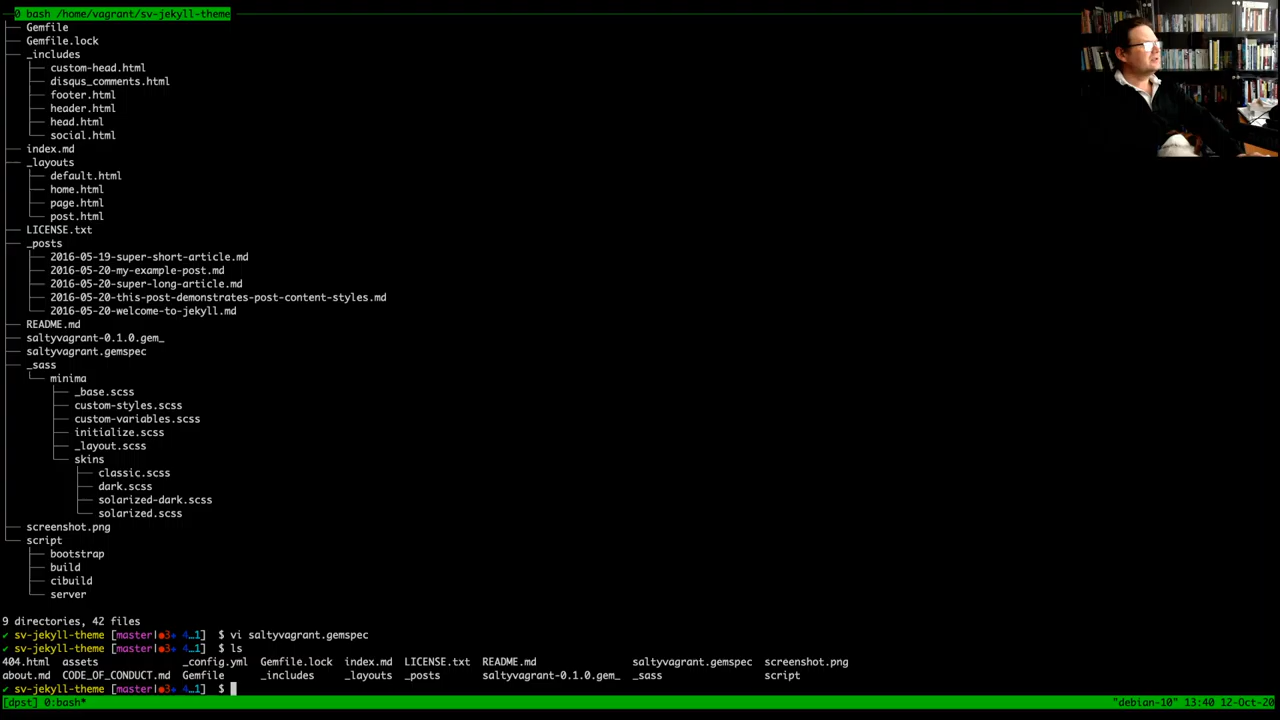 0 bash /home/vagrant/sv-jekyll-theme
├── Gemfile
├── Gemfile.lock
├── _includes
│   ├── custom-head.html
│   ├── disqus_comments.html
│   ├── footer.html
│   ├── header.html
│   ├── head.html
│   └── social.html
├── index.md
├── _layouts
│   ├── default.html
│   ├── home.html
│   ├── page.html
│   └── post.html
├── LICENSE.txt
├── _posts
│   ├── 2016-05-19-super-short-article.md
│   ├── 2016-05-20-my-example-post.md
│   ├── 2016-05-20-super-long-article.md
│   ├── 2016-05-20-this-post-demonstrates-post-content-styles.md
│   └── 2016-05-20-welcome-to-jekyll.md
├── README.md
├── saltyvagrant-0.1.0.gem_
├── saltyvagrant.gemspec
├── _sass
│   └── minima
│       ├── _base.scss
│       ├── custom-styles.scss
│       ├── custom-variables.scss
│       ├── initialize.scss
│       ├── _layout.scss
│       └── skins
│           ├── classic.scss
│           ├── dark.scss
│           ├── solarized-dark.scss
│           └── solarized.scss
├── screenshot.png
└── script
    ├── bootstrap
    ├── build
    ├── cibuild
    └── server
9 directories, 42 files
✔ sv-jekyll-theme [master|●3✚ 4…1] $ vi saltyvagrant.gemspec
✔ sv-jekyll-theme [master|●3✚ 4…1] $ ls
404.html assets _config.yml Gemfile.lock index.md LICENSE.txt README.md saltyvagrant.gemspec screenshot.png
about.md CODE_OF_CONDUCT.md Gemfile _includes _layouts _posts saltyvagrant-0.1.0.gem_ _sass script
✔ sv-jekyll-theme [master|●3✚ 4…1] $
[dpst] 0:bash* "debian-10" 13:40 12-Oct-20